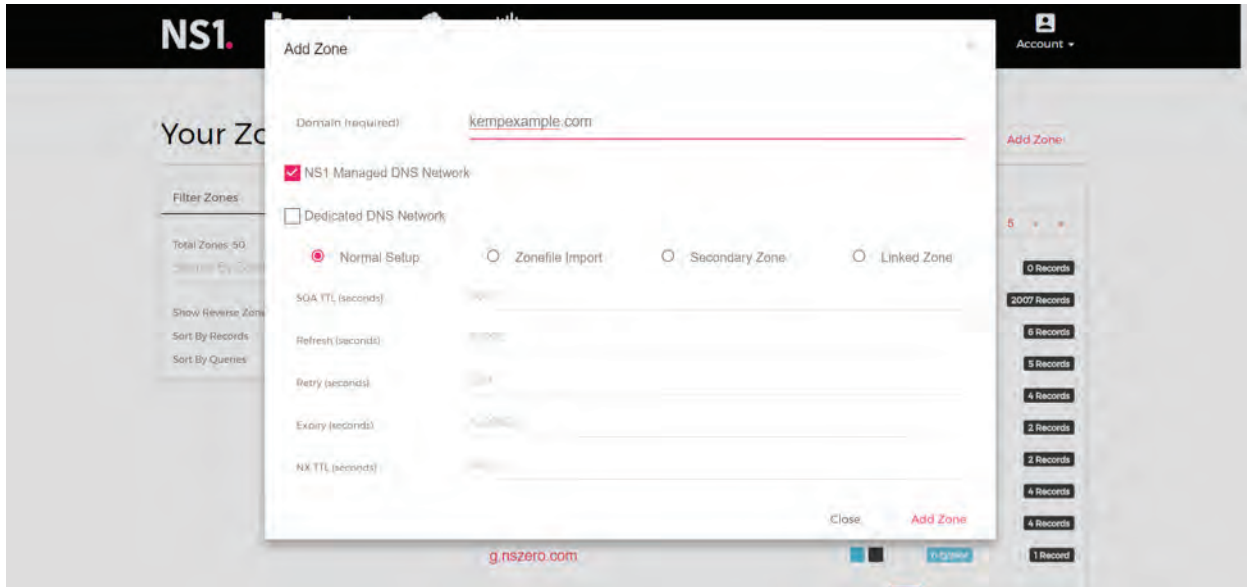 NS1.
Account
Add Zone
Domain (required)
kempexample.com
Your Zo
Add Zone
NS1 Managed DNS Network
Filter Zones
Dedicated DNS Network
Total Zones: 50
Normal Setup
Zonefile Import
Secondary Zone
Linked Zone
0 Records
SOA TTL (seconds)
2007 Records
Show Reverse Zone
Sort By Records
Refresh (seconds)
6 Records
Sort By Queries
5 Records
Retry (seconds)
4 Records
Expiry (seconds)
2 Records
NX TTL (seconds)
2 Records
4 Records
Close
Add Zone
4 Records
g.nszero.com
1 Record